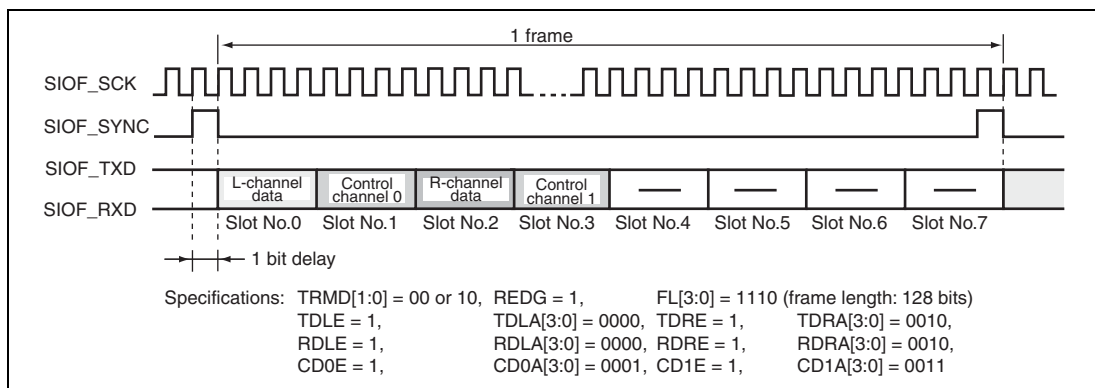 1 frame
SIOF_SCK
SIOF_SYNC
SIOF_TXD
SIOF_RXD
L-channel data
Control channel 0
R-channel data
Control channel 1
Slot No.0 Slot No.1 Slot No.2 Slot No.3 Slot No.4 Slot No.5 Slot No.6 Slot No.7
1 bit delay
Specifications: TRMD[1:0] = 00 or 10, REDG = 1, FL[3:0] = 1110 (frame length: 128 bits)
TDLE = 1, TDLA[3:0] = 0000, TDRE = 1, TDRA[3:0] = 0010,
RDLE = 1, RDLA[3:0] = 0000, RDRE = 1, RDRA[3:0] = 0010,
CD0E = 1, CD0A[3:0] = 0001, CD1E = 1, CD1A[3:0] = 0011